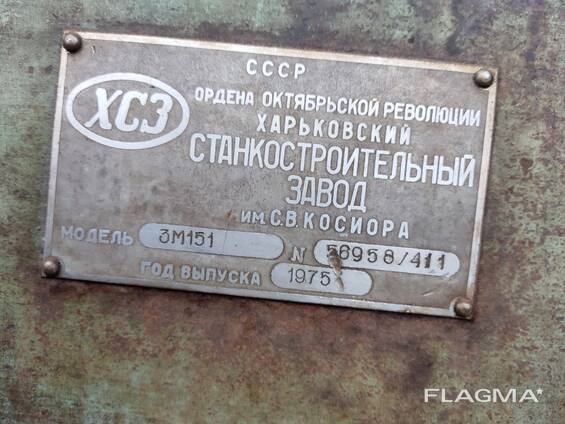 СССР
ХСЗ
ОРДЕНА ОКТЯБРЬСКОЙ РЕВОЛЮЦИИ
ХАРЬКОВСКИЙ
СТАНКОСТРОИТЕЛЬНЫЙ
ЗАВОД
ИМ. С.В. КОСИОРА
МОДЕЛЬ 3М151 N 56958/411
ГОД ВЫПУСКА 1975
FLAGMA*